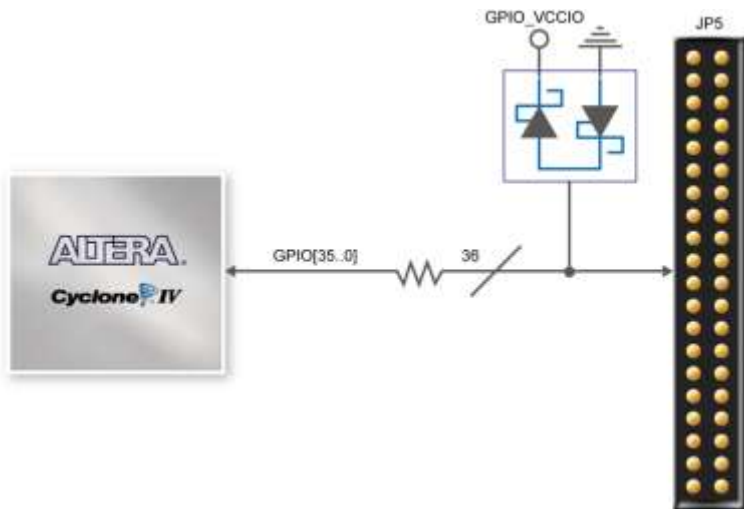 GPIO_VCCIO
JP5
ALTERA.
Cyclone IV
GPIO[35..0]
36